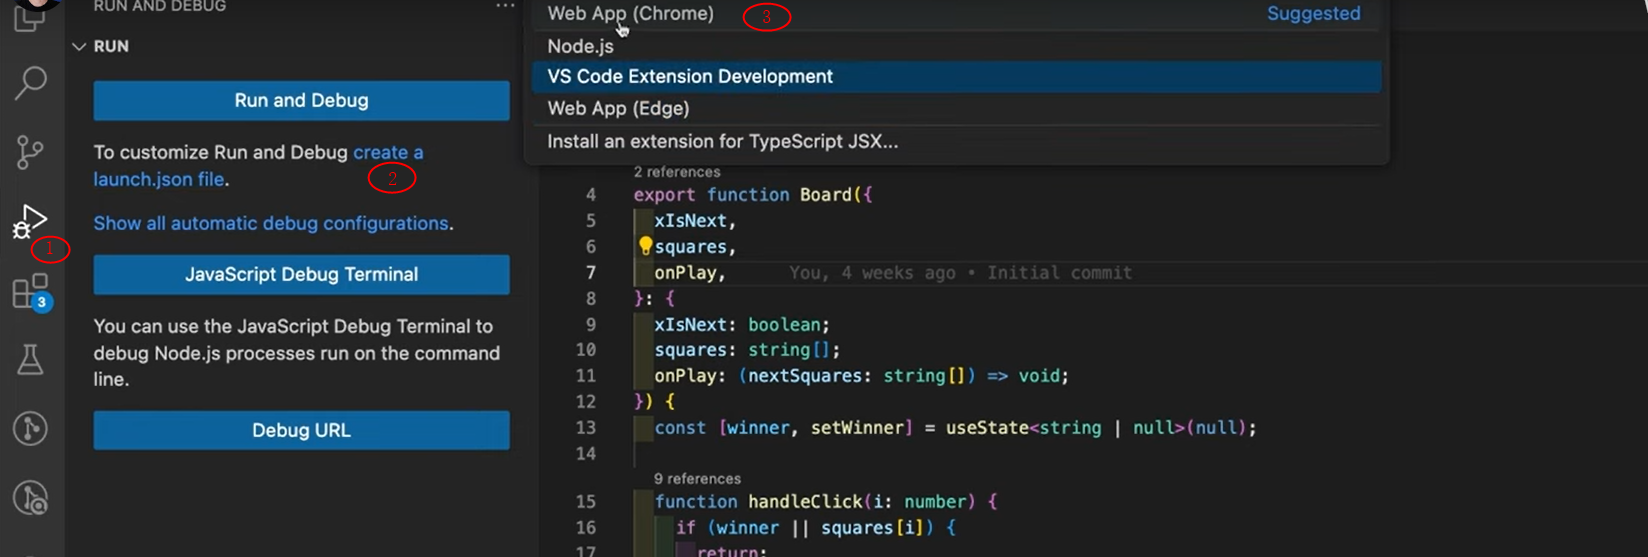 RUN AND DEBUG ···
RUN
Run and Debug
To customize Run and Debug create a
launch.json file.
2
Show all automatic debug configurations.
1
JavaScript Debug Terminal
3
You can use the JavaScript Debug Terminal to
debug Node.js processes run on the command
line.
Debug URL
Web App (Chrome) 3 Suggested
Node.js
VS Code Extension Development
Web App (Edge)
Install an extension for TypeScript JSX...
2 references
4 export function Board({
5 xIsNext,
6 squares,
7 onPlay, You, 4 weeks ago • Initial commit
8 }: {
9 xIsNext: boolean;
10 squares: string[];
11 onPlay: (nextSquares: string[]) => void;
12 }) {
13 const [winner, setWinner] = useState<string | null>(null);
14
9 references
15 function handleClick(i: number) {
16 if (winner || squares[i]) {
17 return;